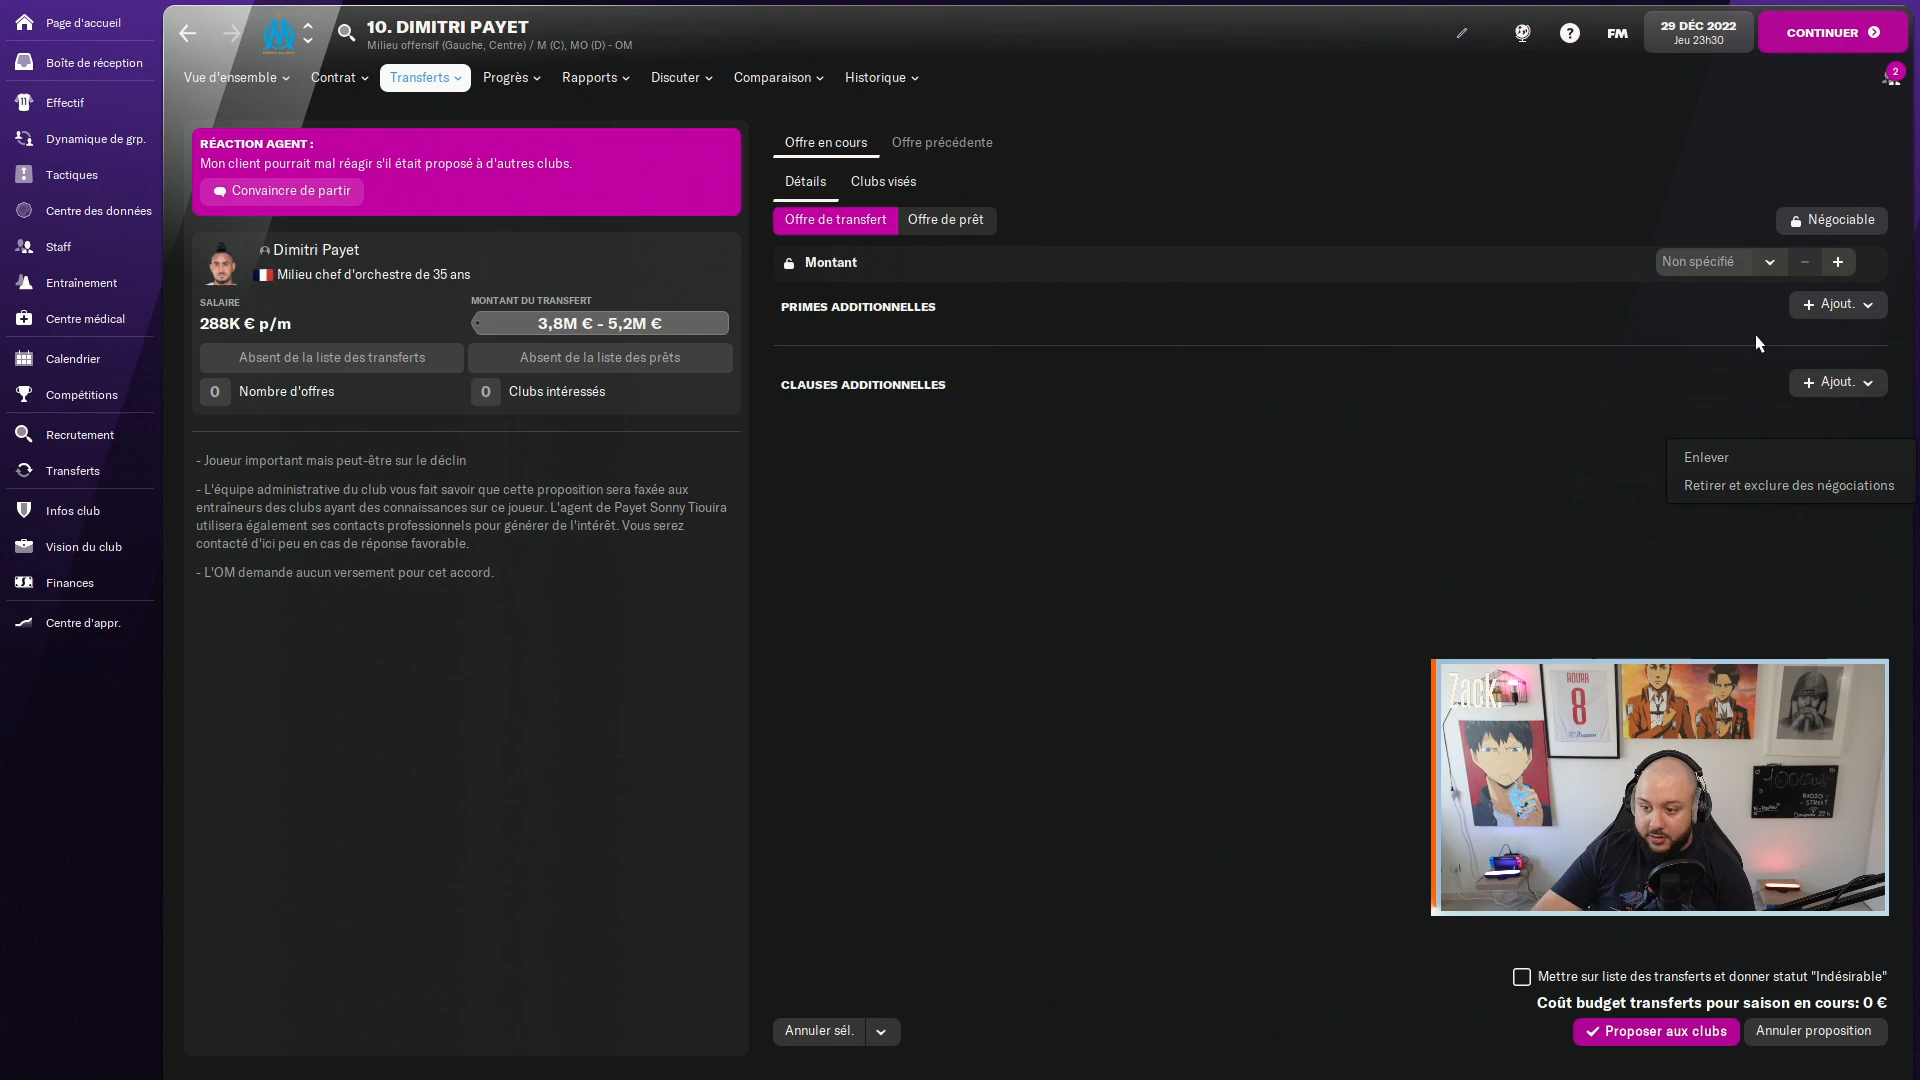 Page d'accueil
Boîte de réception
Effectif
Dynamique de grp.
Tactiques
Centre des données
Staff
Entraînement
Centre médical
Calendrier
Compétitions
Recrutement
Transferts
Infos club
Vision du club
Finances
Centre d'appr.
10. DIMITRI PAYET
Milieu offensif (Gauche, Centre) / M (C), MO (D) - OM
FM
29 DÉC 2022
Jeu 23h30
CONTINUER
2
Vue d'ensemble
Contrat
Transferts
Progrès
Rapports
Discuter
Comparaison
Historique
RÉACTION AGENT :
Mon client pourrait mal réagir s'il était proposé à d'autres clubs.
Convaincre de partir
Dimitri Payet
Milieu chef d'orchestre de 35 ans
SALAIRE
288K € p/m
MONTANT DU TRANSFERT
3,8M € - 5,2M €
Absent de la liste des transferts
Absent de la liste des prêts
0 Nombre d'offres
0 Clubs intéressés
- Joueur important mais peut-être sur le déclin
- L'équipe administrative du club vous fait savoir que cette proposition sera faxée aux
entraîneurs des clubs ayant des connaissances sur ce joueur. L'agent de Payet Sonny Tiouira
utilisera également ses contacts professionnels pour générer de l'intérêt. Vous serez
contacté d'ici peu en cas de réponse favorable.
- L'OM demande aucun versement pour cet accord.
Offre en cours
Offre précédente
Détails
Clubs visés
Offre de transfert
Offre de prêt
Négociable
Montant
Non spécifié
PRIMES ADDITIONNELLES
Ajout.
CLAUSES ADDITIONNELLES
Ajout.
Enlever
Retirer et exclure des négociations
Zack.
AOUAR
8
RADIO
- STREET
Dimanche 22h
Mettre sur liste des transferts et donner statut "Indésirable"
Coût budget transferts pour saison en cours: 0 €
Annuler sél.
Proposer aux clubs
Annuler proposition